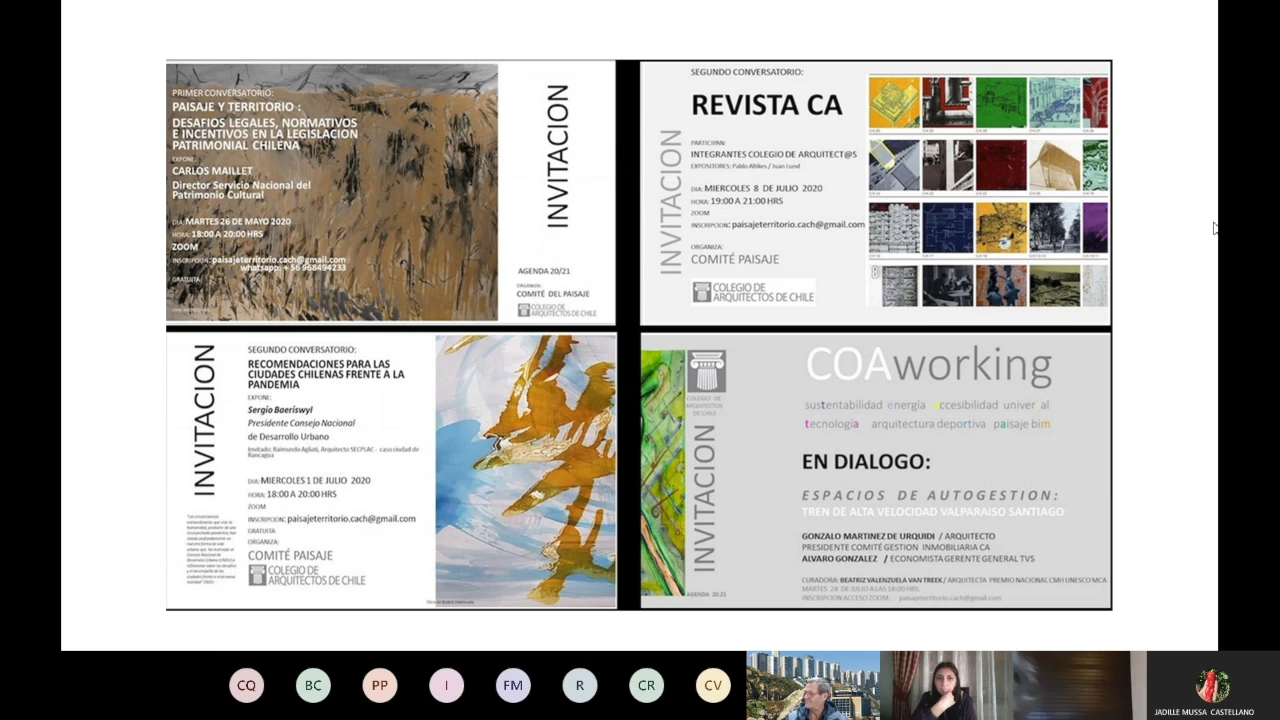 PRIMER CONVERSATORIO:
PAISAJE Y TERRITORIO :
DESAFIOS LEGALES, NORMATIVOS
E INCENTIVOS EN LA LEGISLACION
PATRIMONIAL CHILENA
EXPONE:
CARLOS MAILLET
Director Servicio Nacional del
Patrimonio Cultural
DIA: MARTES 26 DE MAYO 2020
HORA: 18:00 A 20:00 HRS
ZOOM
INSCRIPCION: paisajeterritorio.cach@gmail.com
whatsapp: + 56 968494233
GRATUITA
INVITACION
AGENDA 20/21
ORGANIZA:
COMITÉ DEL PAISAJE
COLEGIO DE
ARQUITECTOS DE CHILE
SEGUNDO CONVERSATORIO:
REVISTA CA
INVITACION
PARTICIPAN:
INTEGRANTES COLEGIO DE ARQUITECT@S
EXPOSITORES: Pablo Altikes / Juan Lund
DIA: MIERCOLES 8 DE JULIO 2020
HORA: 19:00 A 21:00 HRS
ZOOM
INSCRIPCION: paisajeterritorio.cach@gmail.com
ORGANIZA:
COMITÉ PAISAJE
COLEGIO DE
ARQUITECTOS DE CHILE
INVITACION
SEGUNDO CONVERSATORIO:
RECOMENDACIONES PARA LAS
CIUDADES CHILENAS FRENTE A LA
PANDEMIA
EXPONE:
Sergio Baeriswyl
Presidente Consejo Nacional
de Desarrollo Urbano
Invitado: Raimundo Agliati, Arquitecto SECPLAC - caso ciudad de
Rancagua
DIA: MIERCOLES 1 DE JULIO 2020
HORA: 18:00 A 20:00 HRS
ZOOM
INSCRIPCION: paisajeterritorio.cach@gmail.com
GRATUITA
ORGANIZA:
COMITÉ PAISAJE
COLEGIO DE
ARQUITECTOS DE CHILE
COLEGIO DE
ARQUITECTOS
DE CHILE
INVITACION
AGENDA 20.21
COAworking
sustentabilidad energía accesibilidad univer al
tecnología arquitectura deportiva paisaje bim
EN DIALOGO:
ESPACIOS DE AUTOGESTION:
TREN DE ALTA VELOCIDAD VALPARAISO SANTIAGO
GONZALO MARTINEZ DE URQUIDI / ARQUITECTO
PRESIDENTE COMITÉ GESTION INMOBILIARIA CA
ALVARO GONZALEZ / ECONOMISTA GERENTE GENERAL TVS
CURADORA: BEATRIZ VALENZUELA VAN TREEK / ARQUITECTA PREMIO NACIONAL CMH UNESCO MCA
MARTES 28 DE JULIO A LAS 18:00 HRS.
INSCRIPCION ACCESO ZOOM : paisajeterritorio.cach@gmail.com
CQ
BC
PP
I
FM
R
CR
CV
JADILLE MUSSA CASTELLANO